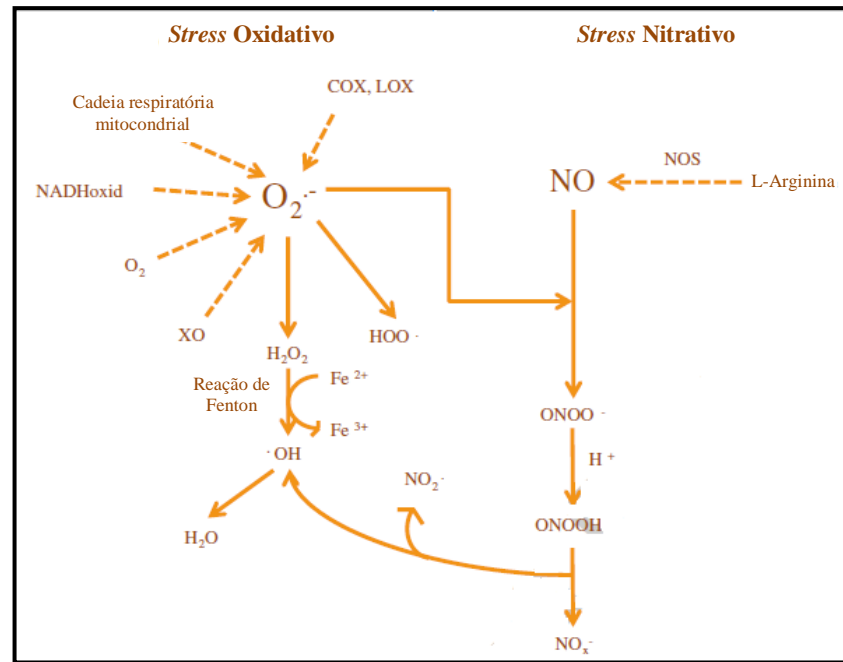 Stress Oxidativo
Stress Nitrativo
COX, LOX
Cadeia respiratória
mitocondrial
NOS
NADHoxid
O₂·⁻
NO
L-Arginina
O₂
XO
HOO ·
H₂O₂
Reação de
Fenton
Fe ²⁺
Fe ³⁺
ONOO ⁻
· OH
H ⁺
NO₂·
H₂O
ONOOH
NOₓ⁻